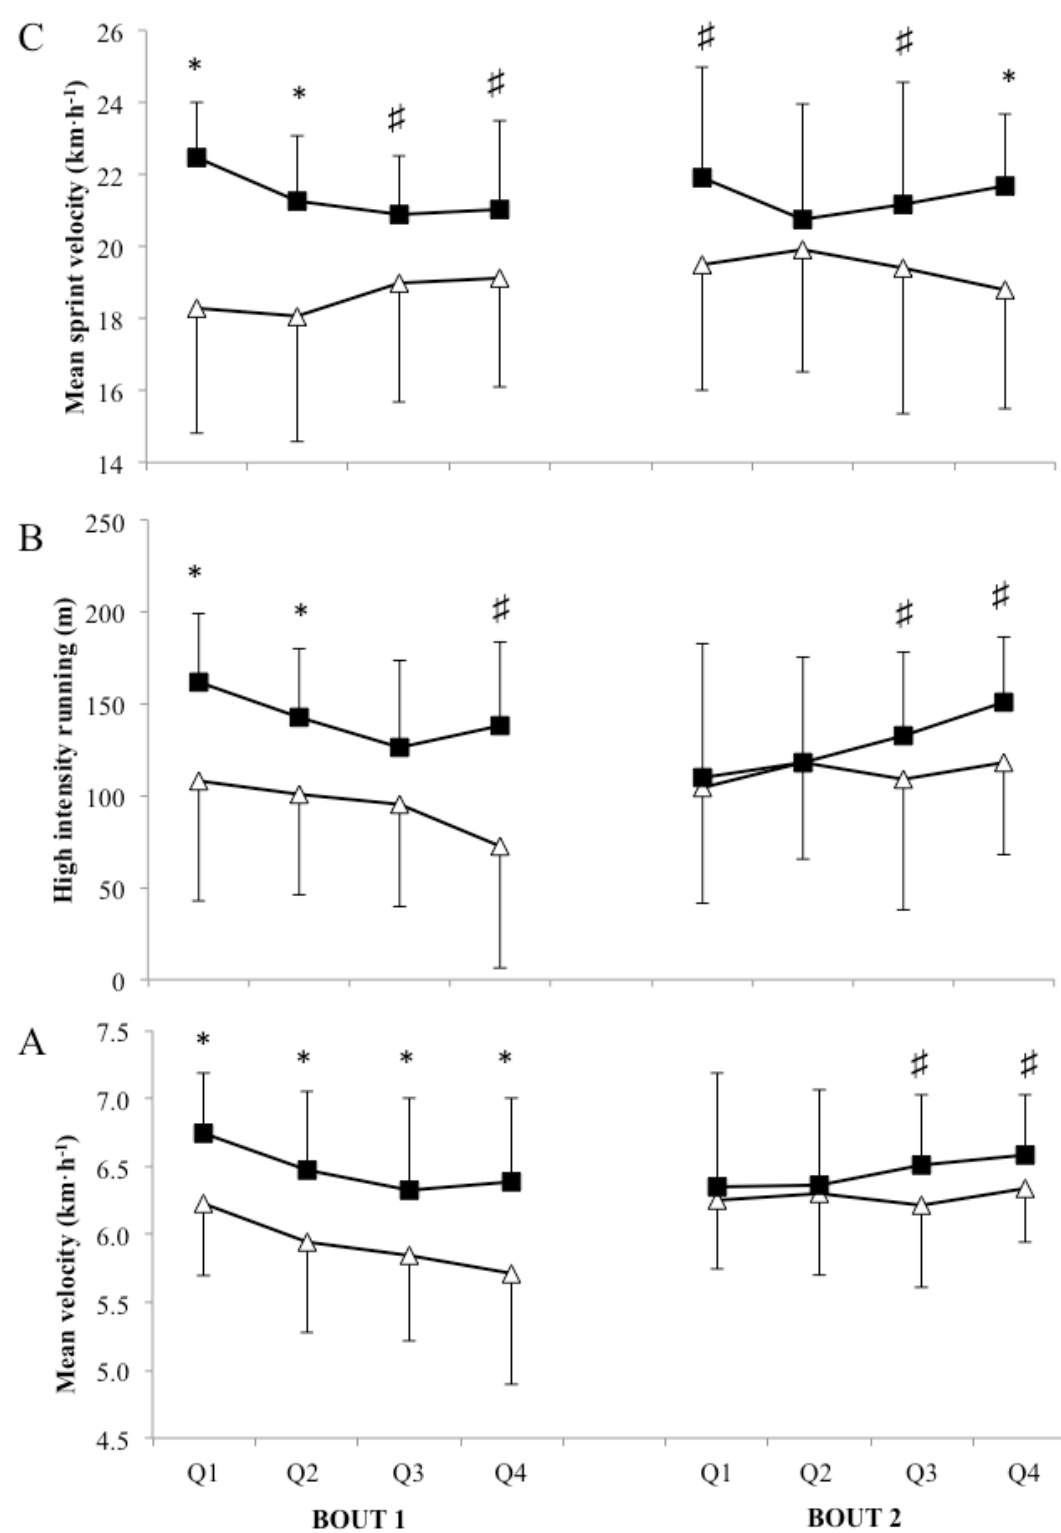 C
Mean sprint velocity (km·h-1)
26
24
22
20
18
16
14
* * ♯ ♯ ♯ ♯ *
B
High intensity running (m)
250
200
150
100
50
0
* * ♯ ♯ ♯
A
Mean velocity (km·h-1)
7.5
7.0
6.5
6.0
5.5
5.0
4.5
* * * * ♯ ♯
Q1 Q2 Q3 Q4 Q1 Q2 Q3 Q4
BOUT 1 BOUT 2